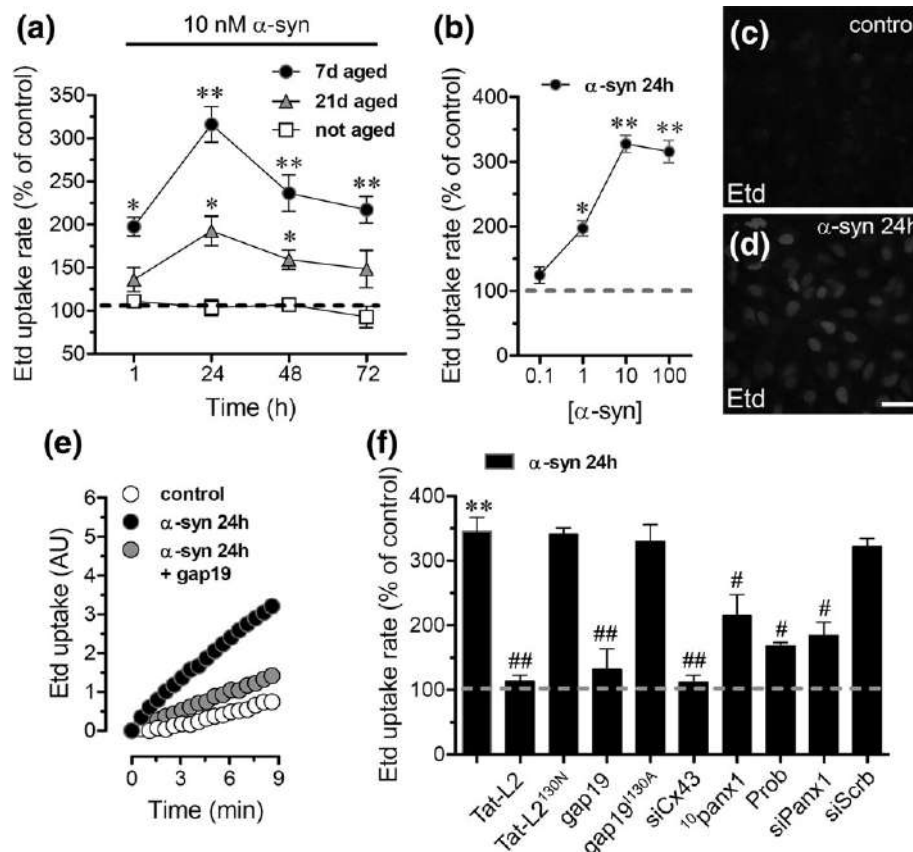 (a)
10 nM α-syn
7d aged
21d aged
not aged
Etd uptake rate (% of control)
350
300
250
200
150
100
50
*
**
**
**
*
*
1
24
48
72
Time (h)
(b)
α-syn 24h
Etd uptake rate (% of control)
400
300
200
100
0
*
**
**
0.1
1
10
100
[α-syn]
(c)
control
Etd
(d)
α-syn 24h
Etd
(e)
control
α-syn 24h
α-syn 24h
+ gap19
Etd uptake (AU)
6
5
4
3
2
1
0
0
3
6
9
Time (min)
(f)
α-syn 24h
Etd uptake rate (% of control)
400
300
200
100
0
**
##
##
##
#
#
#
Tat-L2
Tat-L2¹³⁰ᴺ
gap19
gap19ᴵ¹³⁰ᴬ
siCx43
¹⁰panx1
Prob
siPanx1
siScrb